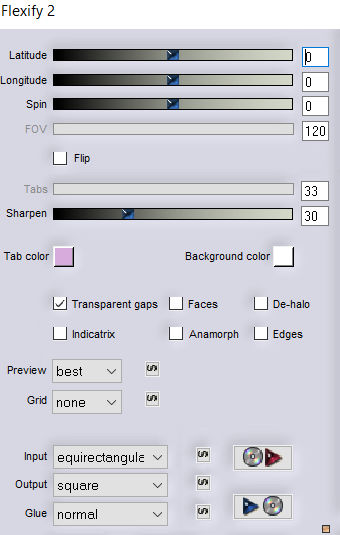 Flexify 2
Latitude 0
Longitude 0
Spin 0
FOV 120
Flip
Tabs 33
Sharpen 30
Tab color Background color
Transparent gaps Faces De-halo
Indicatrix Anamorph Edges
Preview best
Grid none
Input equirectangula
Output square
Glue normal